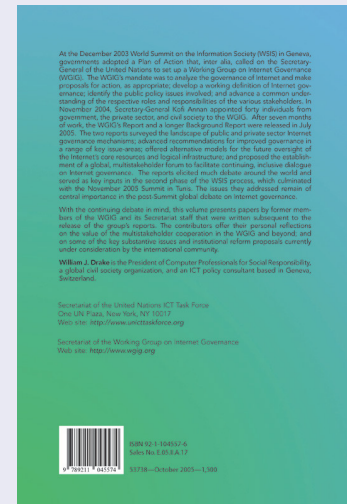 At the December 2003 World Summit on the Information Society (WSIS) in Geneva,
governments adopted a Plan of Action that, inter alia, called on the Secretary-
General of the United Nations to set up a Working Group on Internet Governance
(WGIG). The WGIG's mandate was to analyze the governance of Internet and make
proposals for action, as appropriate; develop a working definition of Internet gov-
ernance; identify the public policy issues involved; and advance a common under-
standing of the respective roles and responsibilities of the various stakeholders. In
November 2004, Secretary-General Kofi Annan appointed forty individuals from
government, the private sector, and civil society to the WGIG. After seven months
of work, the WGIG's Report and a longer Background Report were released in July
2005. The two reports surveyed the landscape of public and private sector Internet
governance mechanisms; advanced recommendations for improved governance in
a range of key issue-areas; offered alternative models for the future oversight of
the Internet's core resources and logical infrastructure; and proposed the establish-
ment of a global, multistakeholder forum to facilitate continuing, inclusive dialogue
on Internet governance. The reports elicited much debate around the world and
served as key inputs in the second phase of the WSIS process, which culminated
with the November 2005 Summit in Tunis. The issues they addressed remain of
central importance in the post-Summit global debate on Internet governance.
With the continuing debate in mind, this volume presents papers by former mem-
bers of the WGIG and its Secretariat staff that were written subsequent to the
release of the group's reports. The contributors offer their personal reflections
on the value of the multistakeholder cooperation in the WGIG and beyond; and
on some of the key substantive issues and institutional reform proposals currently
under consideration by the international community.
William J. Drake is the President of Computer Professionals for Social Responsibility,
a global civil society organization, and an ICT policy consultant based in Geneva,
Switzerland.
Secretariat of the United Nations ICT Task Force
One UN Plaza, New York, NY 10017
Web site: http://www.unicttaskforce.org
Secretariat of the Working Group on Internet Governance
Web site: http://www.wgig.org
ISBN 92-1-104557-6
Sales No. E.05.II.A.17
9 789211 045574
53738—October 2005—1,500